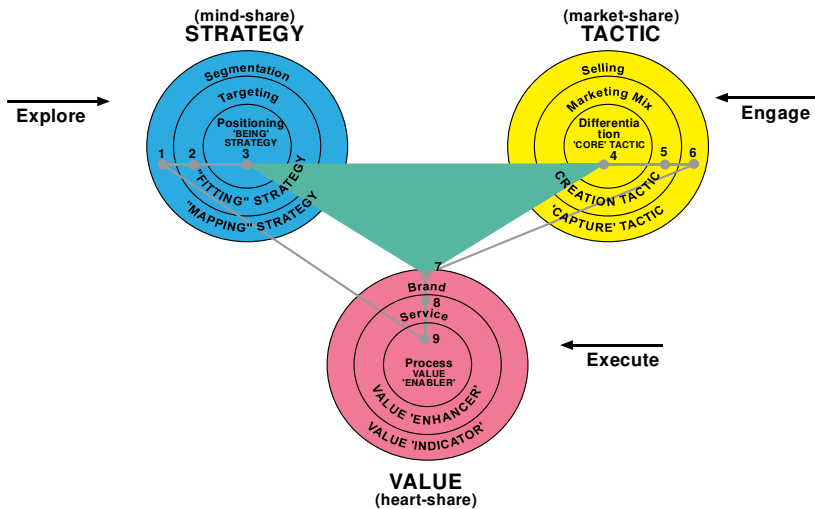 (mind-share)
STRATEGY
(market-share)
TACTIC
Explore
Engage
Segmentation
Targeting
Positioning
'BEING'
STRATEGY
1
2
3
"FITTING" STRATEGY
"MAPPING" STRATEGY
Selling
Marketing Mix
Differentia
tion
'CORE' TACTIC
4
5
6
CREATION TACTIC
'CAPTURE' TACTIC
7
Brand
8
Service
9
Process
VALUE
'ENABLER'
VALUE 'ENHANCER'
VALUE 'INDICATOR'
Execute
VALUE
(heart-share)